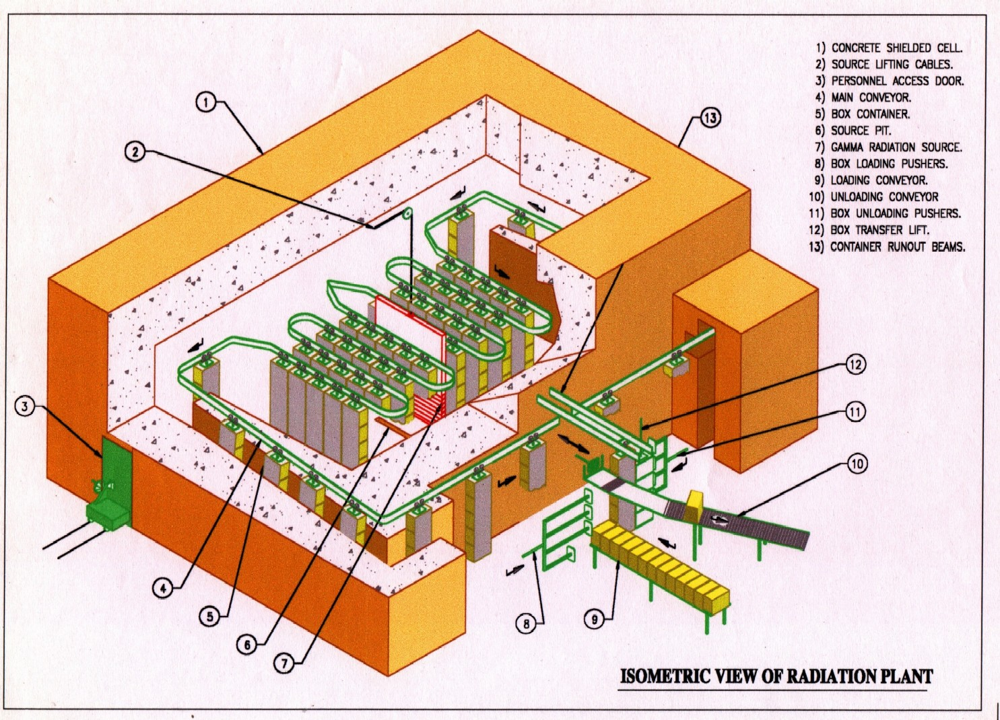 1) CONCRETE SHIELDED CELL.
2) SOURCE LIFTING CABLES.
3) PERSONNEL ACCESS DOOR.
4) MAIN CONVEYOR.
5) BOX CONTAINER.
6) SOURCE PIT.
7) GAMMA RADIATION SOURCE.
8) BOX LOADING PUSHERS.
9) LOADING CONVEYOR.
10) UNLOADING CONVEYOR
11) BOX UNLOADING PUSHERS.
12) BOX TRANSFER LIFT.
13) CONTAINER RUNOUT BEAMS.
1
13
2
12
3
11
10
4
5
8
9
6
7
ISOMETRIC VIEW OF RADIATION PLANT